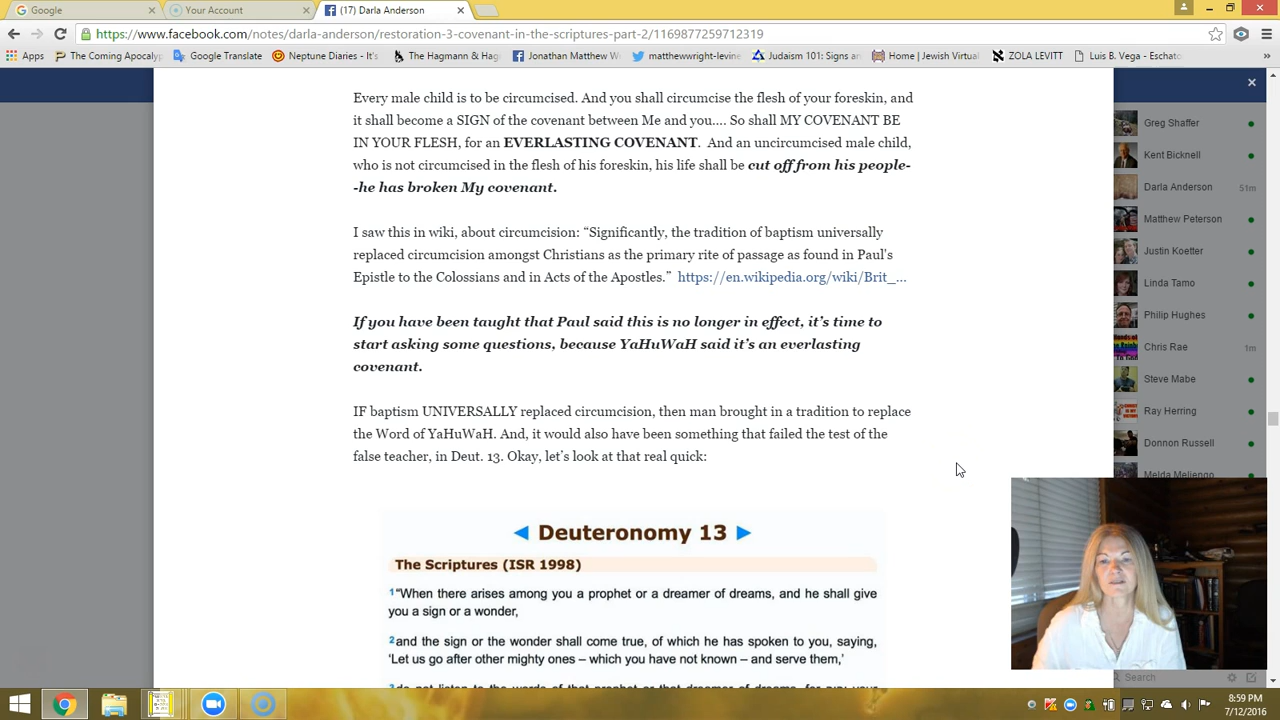 Google
Your Account
(17) Darla Anderson
https://www.facebook.com/notes/darla-anderson/restoration-3-covenant-in-the-scriptures-part-2/1169877259712319
Apps
The Coming Apocalyp
Google Translate
Neptune Diaries - It's
The Hagmann & Hag
Jonathan Matthew W
matthewwright-levine
Judaism 101: Signs an
Home | Jewish Virtual
ZOLA LEVITT
Luis B. Vega - Eschato
Every male child is to be circumcised. And you shall circumcise the flesh of your foreskin, and
it shall become a SIGN of the covenant between Me and you…. So shall MY COVENANT BE
IN YOUR FLESH, for an EVERLASTING COVENANT. And an uncircumcised male child,
who is not circumcised in the flesh of his foreskin, his life shall be cut off from his people-
-he has broken My covenant.
I saw this in wiki, about circumcision: “Significantly, the tradition of baptism universally
replaced circumcision amongst Christians as the primary rite of passage as found in Paul's
Epistle to the Colossians and in Acts of the Apostles.” https://en.wikipedia.org/wiki/Brit_...
If you have been taught that Paul said this is no longer in effect, it’s time to
start asking some questions, because YaHuWaH said it’s an everlasting
covenant.
IF baptism UNIVERSALLY replaced circumcision, then man brought in a tradition to replace
the Word of YaHuWaH. And, it would also have been something that failed the test of the
false teacher, in Deut. 13. Okay, let’s look at that real quick:
Deuteronomy 13
The Scriptures (ISR 1998)
1“When there arises among you a prophet or a dreamer of dreams, and he shall give
you a sign or a wonder,
2and the sign or the wonder shall come true, of which he has spoken to you, saying,
‘Let us go after other mighty ones – which you have not known – and serve them,’
Greg Shaffer
Kent Bicknell
Darla Anderson 51m
Matthew Peterson
Justin Koetter
Linda Tamo
Philip Hughes
Chris Rae 1m
Steve Mabe
Ray Herring
Donnon Russell
Melda Meliengo
Search
8:59 PM
7/12/2016